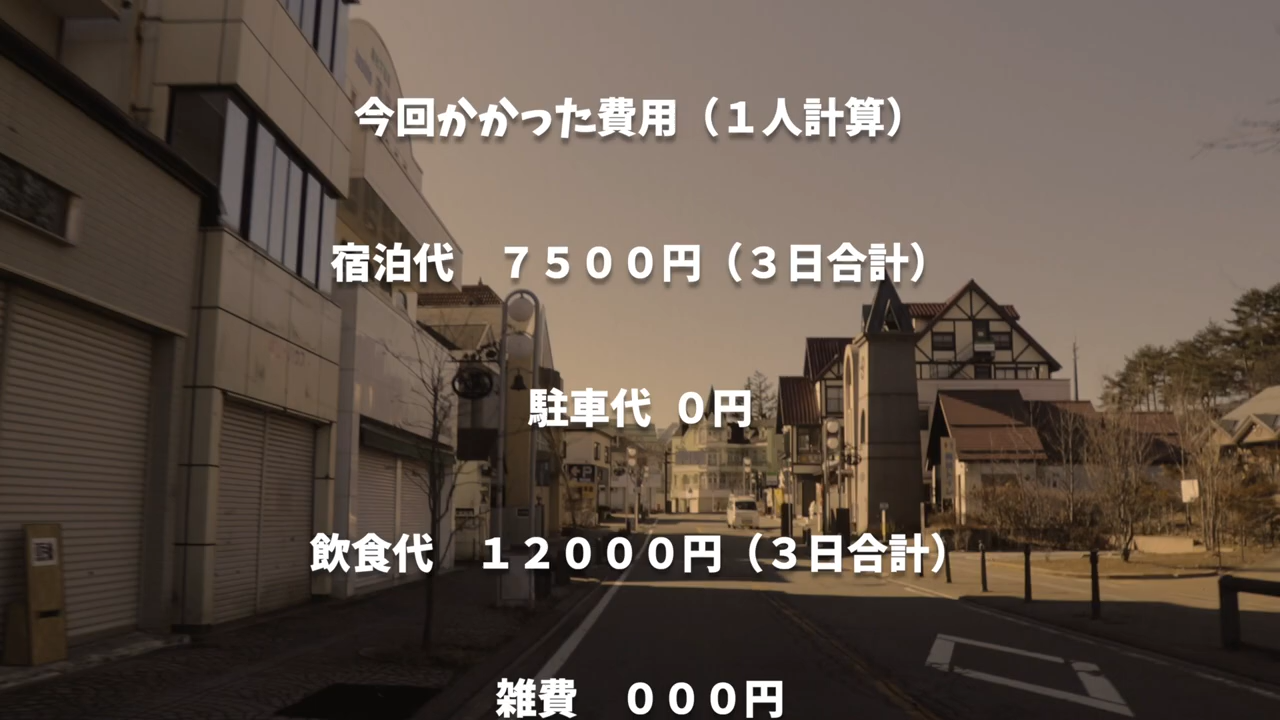 今回かかった費用（１人計算）
宿泊代　７５００円（３日合計）
駐車代 ０円
飲食代　１２０００円（３日合計）
雑費　０００円